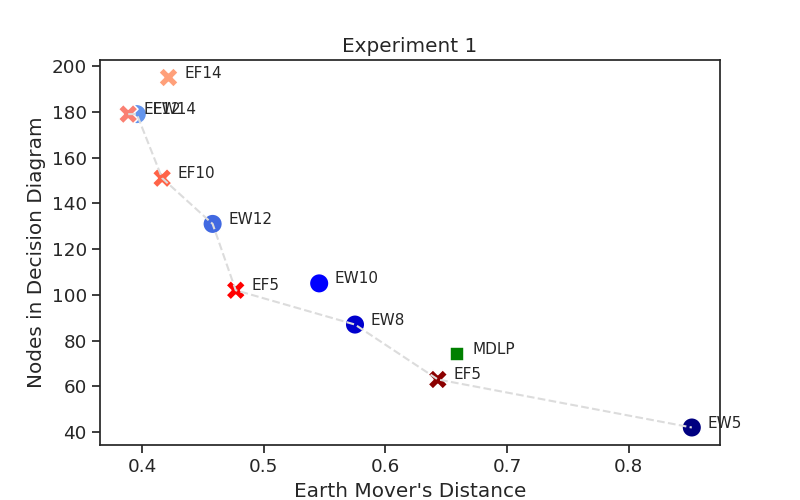 Experiment 1
Nodes in Decision Diagram
200
180
160
140
120
100
80
60
40
EF14
EW14
EF10
EW12
EF5
EW10
EW8
MDLP
EF5
EW5
0.4
0.5
0.6
0.7
0.8
Earth Mover's Distance